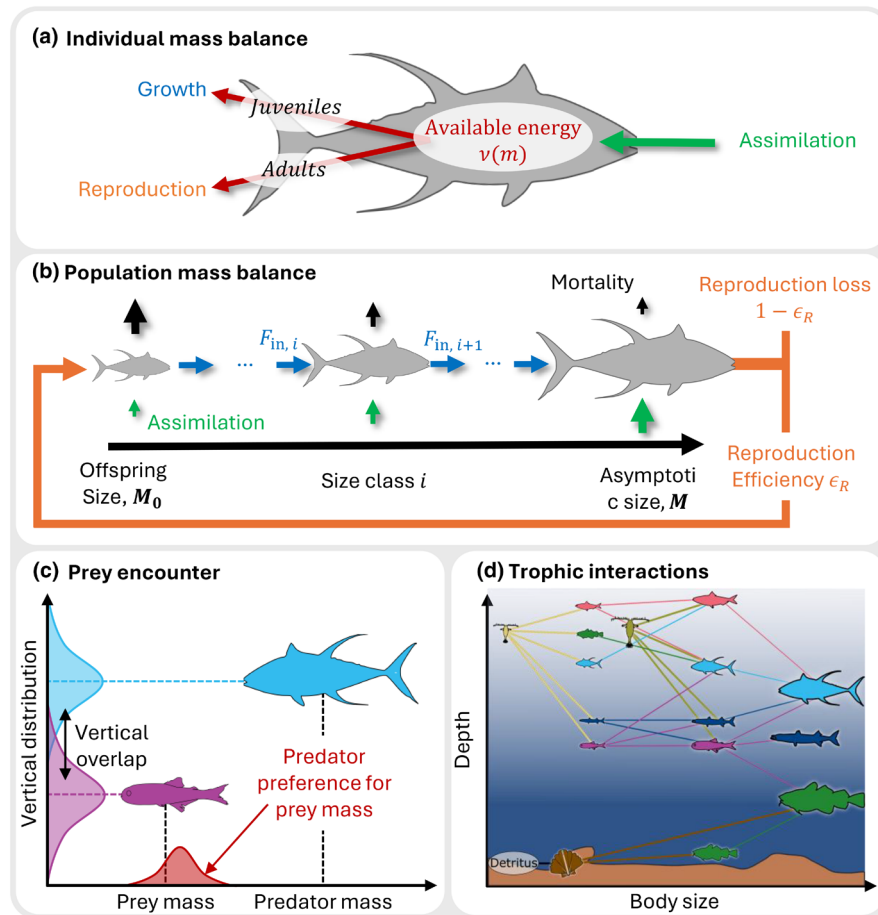 (a) Individual mass balance
Growth
Juveniles
Available energy
ν(m)
Assimilation
Adults
Reproduction
(b) Population mass balance
Mortality
Reproduction loss
1 − ϵ_R
F_in, i
F_in, i+1
...
...
Assimilation
Offspring
Size, M_0
Size class i
Asymptoti
c size, M
Reproduction
Efficiency ϵ_R
(c) Prey encounter
Vertical distribution
Vertical
overlap
Predator
preference for
prey mass
Prey mass
Predator mass
(d) Trophic interactions
Depth
Detritus
Body size